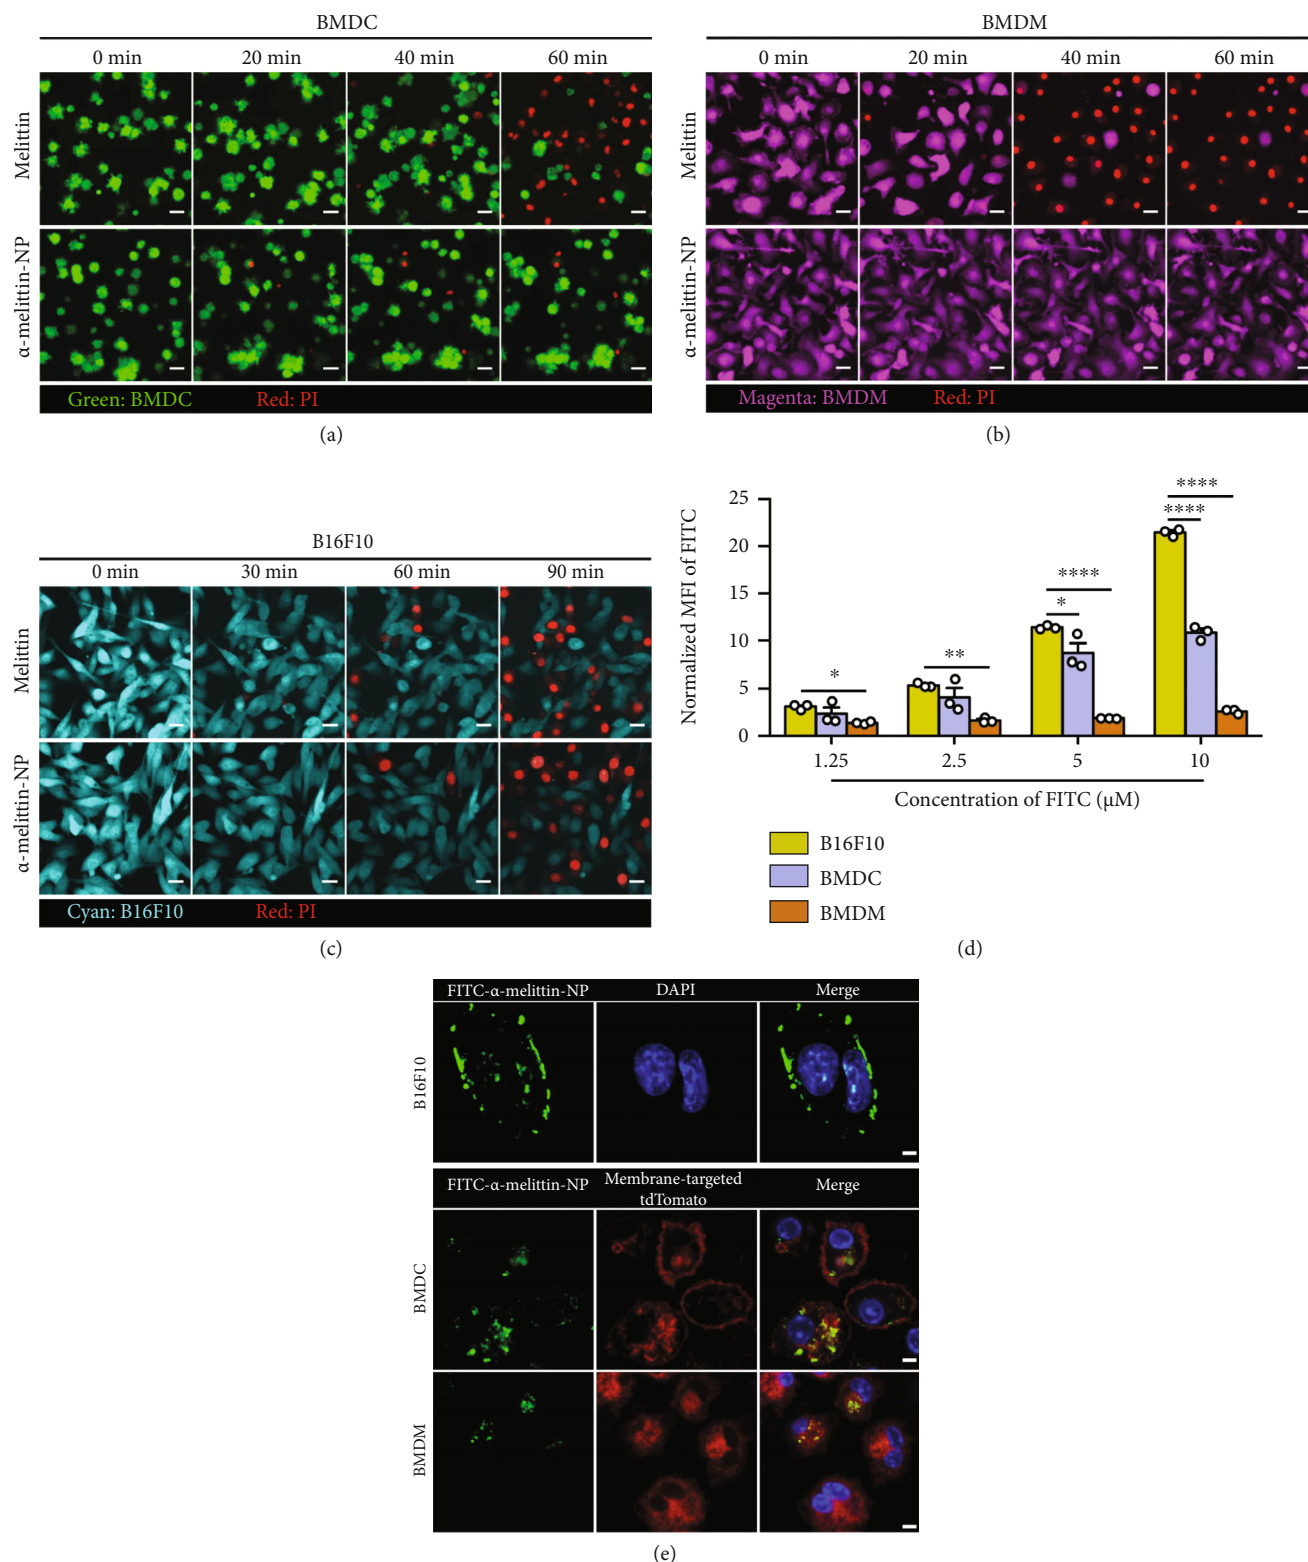 BMDC
0 min 20 min 40 min 60 min
Melittin
α-melittin-NP
Green: BMDC Red: PI
(a)
BMDM
0 min 20 min 40 min 60 min
Melittin
α-melittin-NP
Magenta: BMDM Red: PI
(b)
B16F10
0 min 30 min 60 min 90 min
Melittin
α-melittin-NP
Cyan: B16F10 Red: PI
(c)
Normalized MFI of FITC
25
20
15
10
5
0
*
**
*
****
****
****
1.25 2.5 5 10
Concentration of FITC (μM)
B16F10
BMDC
BMDM
(d)
FITC-α-melittin-NP DAPI Merge
B16F10
FITC-α-melittin-NP Membrane-targeted Merge
tdTomato
BMDC
BMDM
(e)